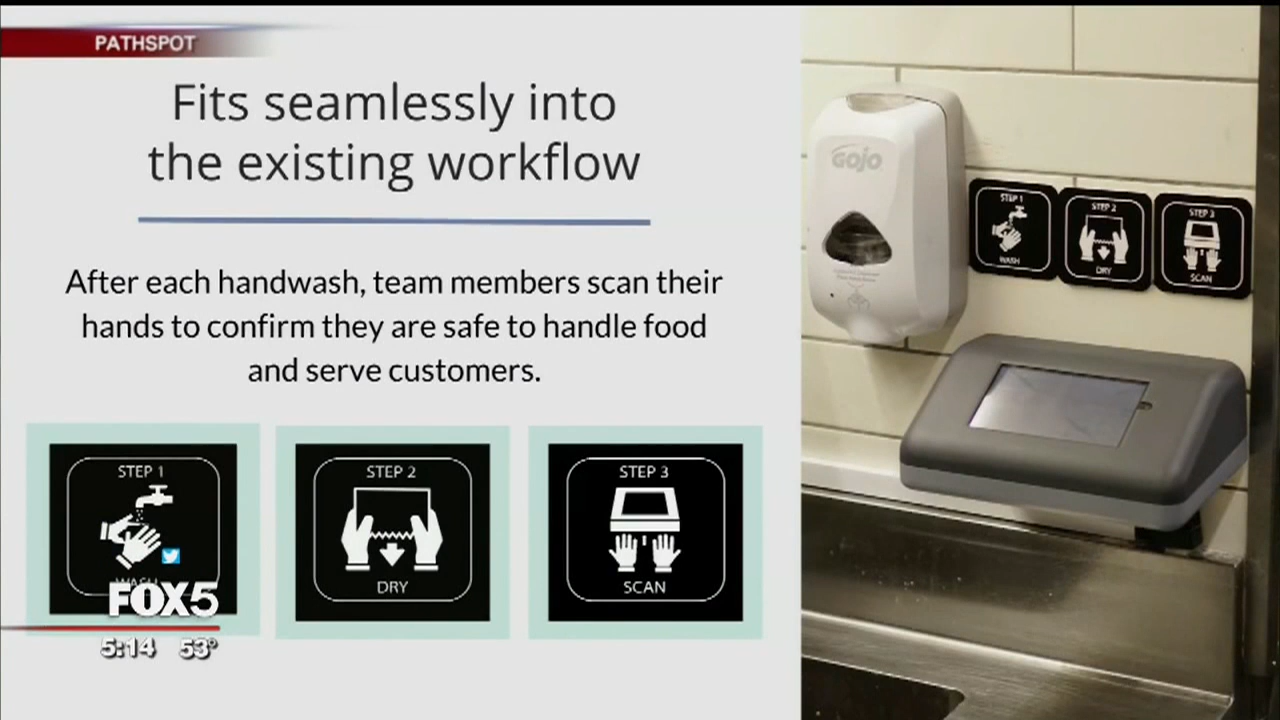 PATHSPOT
Fits seamlessly into
the existing workflow
After each handwash, team members scan their
hands to confirm they are safe to handle food
and serve customers.
STEP 1
WASH
STEP 2
DRY
STEP 3
SCAN
FOX5
5:14 53°
GOJO
STEP 1
WASH
STEP 2
DRY
STEP 3
SCAN